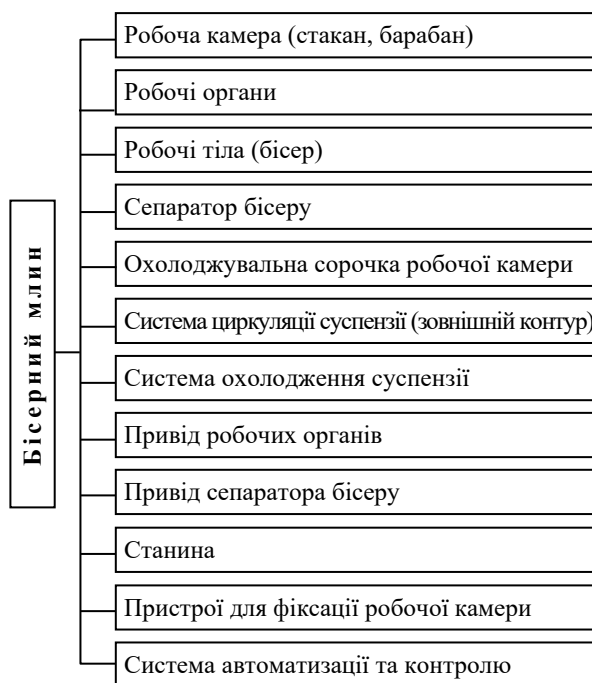 Бісерний млин
Робоча камера (стакан, барабан)
Робочі органи
Робочі тіла (бісер)
Сепаратор бісеру
Охолоджувальна сорочка робочої камери
Система циркуляції суспензії (зовнішній контур)
Система охолодження суспензії
Привід робочих органів
Привід сепаратора бісеру
Станина
Пристрої для фіксації робочої камери
Система автоматизації та контролю